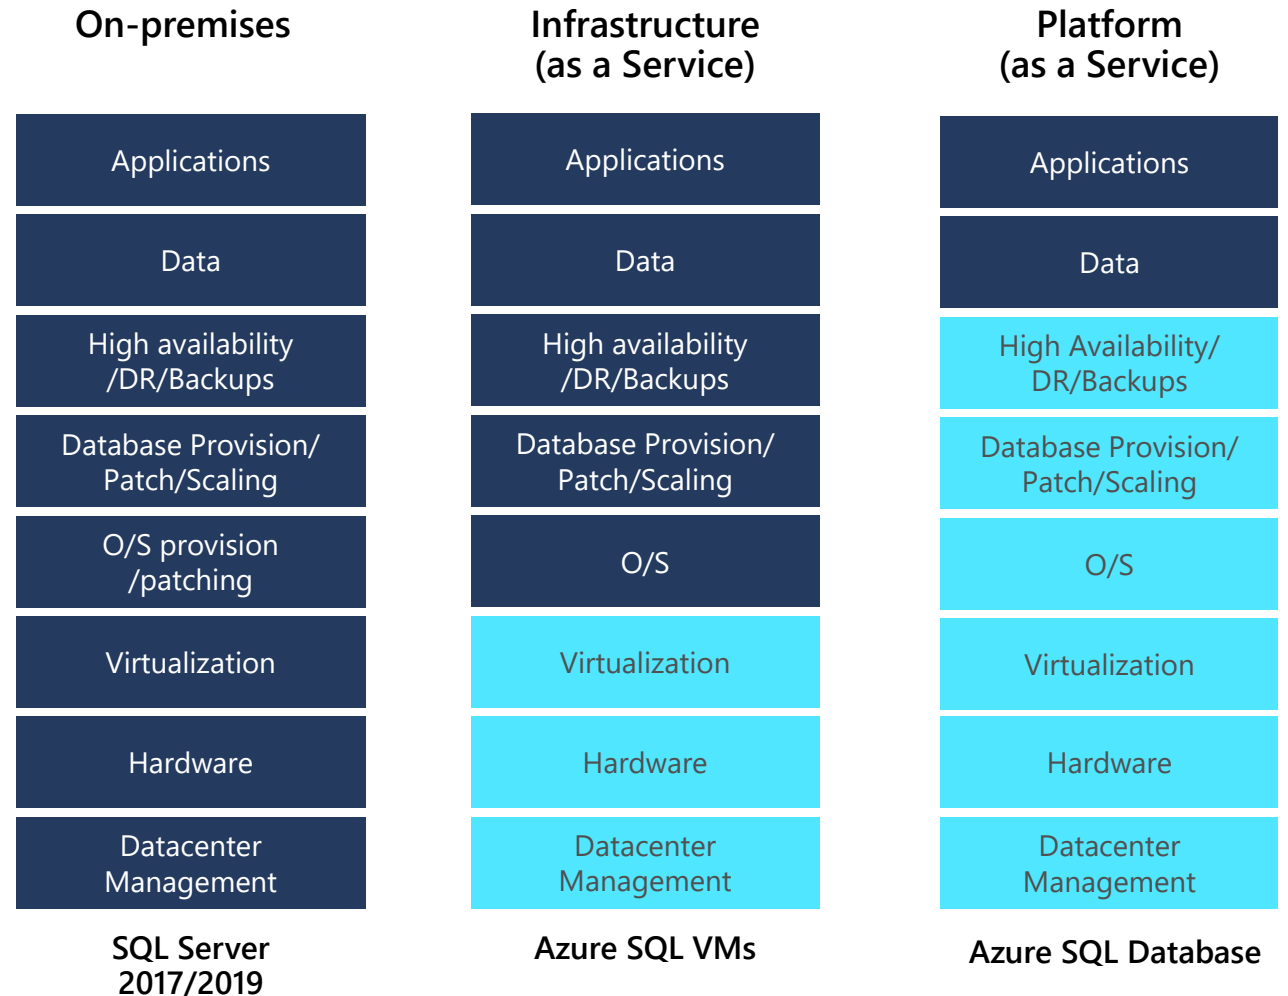 On-premises
Applications
Data
High availability
/DR/Backups
Database Provision/
Patch/Scaling
O/S provision
/patching
Virtualization
Hardware
Datacenter
Management
SQL Server
2017/2019
Infrastructure
(as a Service)
Applications
Data
High availability
/DR/Backups
Database Provision/
Patch/Scaling
O/S
Virtualization
Hardware
Datacenter
Management
Azure SQL VMs
Platform
(as a Service)
Applications
Data
High Availability/
DR/Backups
Database Provision/
Patch/Scaling
O/S
Virtualization
Hardware
Datacenter
Management
Azure SQL Database